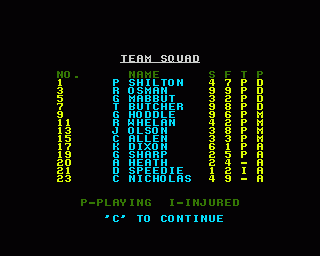 TEAM SQUAD
NO. NAME S F T P
1 P SHILTON 4 7 P D
3 R OSMAN 9 9 P D
5 G MABBUT 3 2 P D
7 T BUTCHER 9 8 P D
9 G HODDLE 9 6 P M
11 R WHELAN 4 2 P M
13 J OLSON 3 8 P M
15 C ALLEN 3 3 P M
17 K DIXON 6 1 P A
19 G SHARP 2 5 P A
20 A HEATH 2 4 - A
21 D SPEEDIE 1 2 I A
23 C NICHOLAS 4 9 - A
P-PLAYING I-INJURED
"C" TO CONTINUE